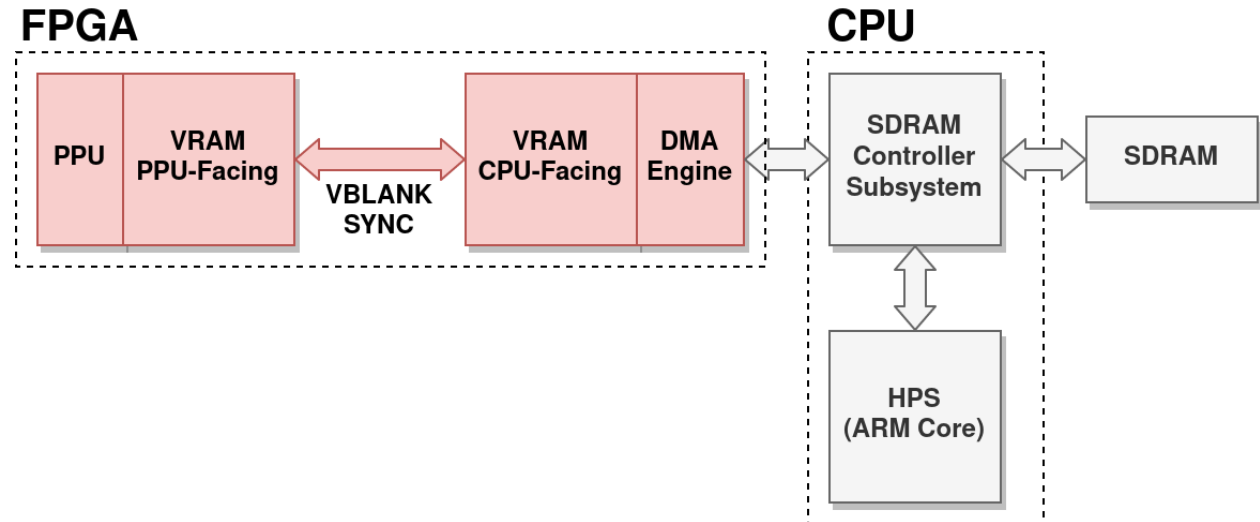 FPGA
CPU
PPU
VRAM
PPU-Facing
VBLANK
SYNC
VRAM
CPU-Facing
DMA
Engine
SDRAM
Controller
Subsystem
SDRAM
HPS
(ARM Core)